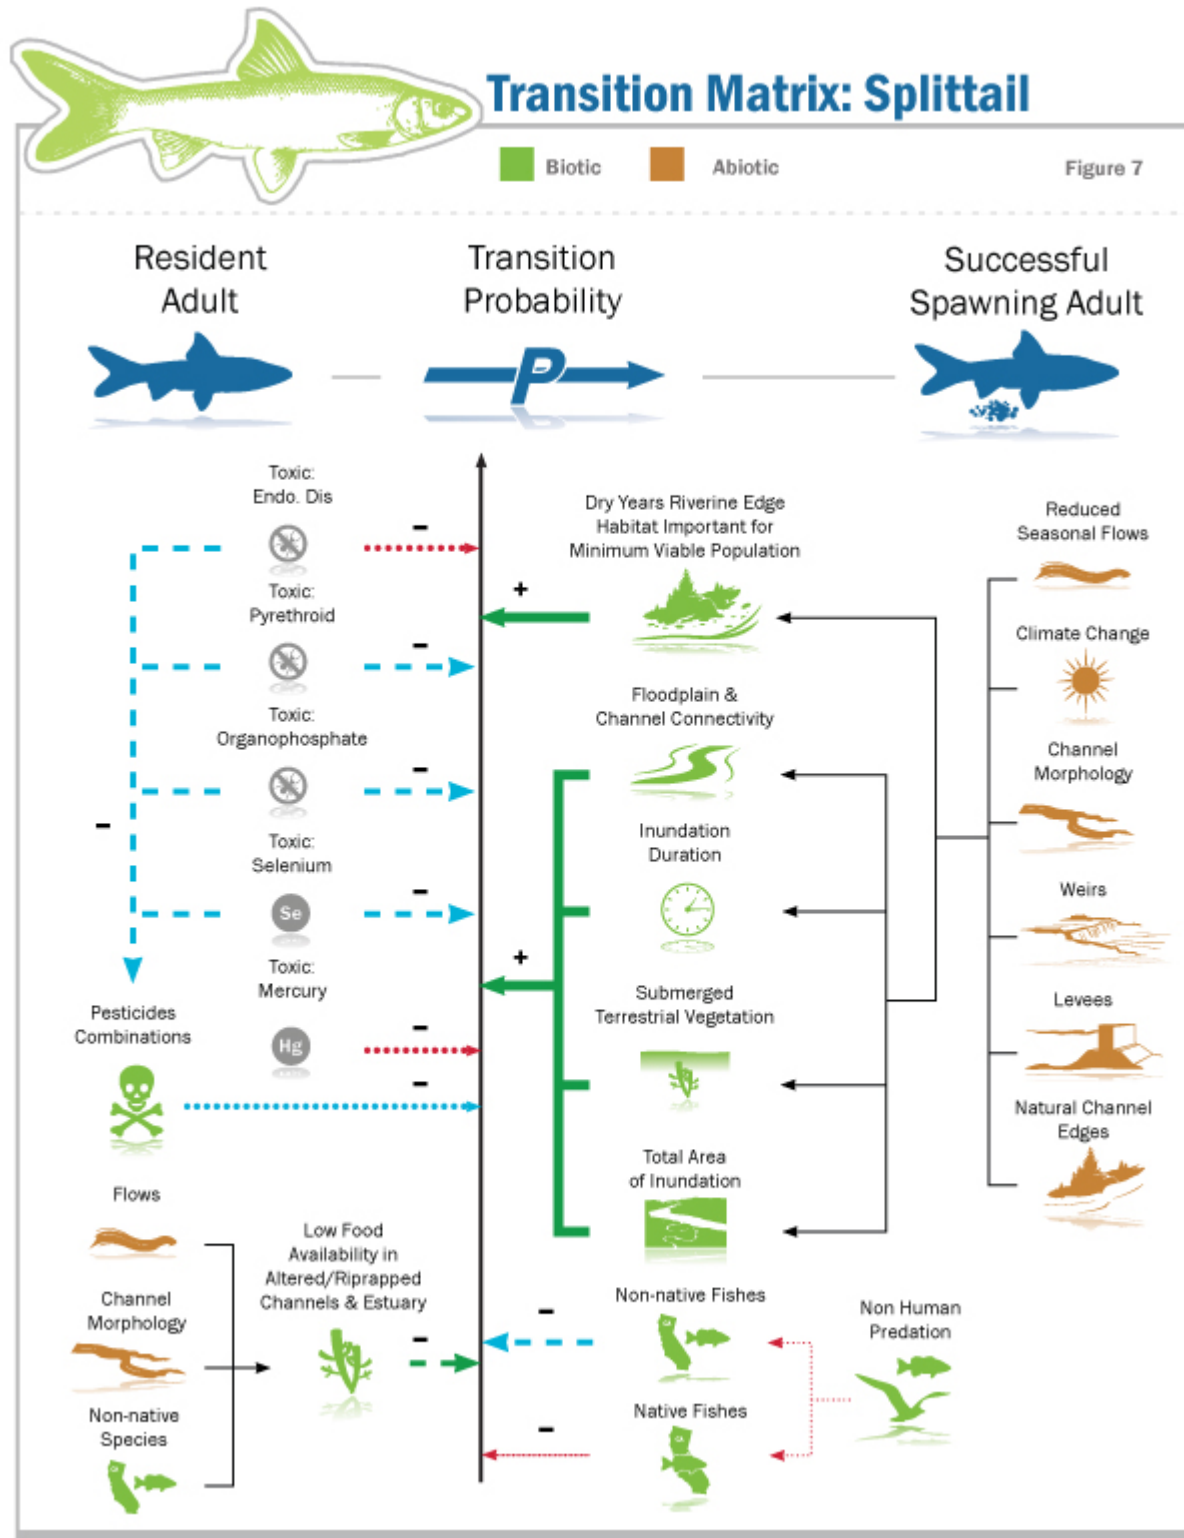 Transition Matrix: Splittail
Biotic
Abiotic
Figure 7
Resident
Adult
Transition
Probability
P
Successful
Spawning Adult
Toxic:
Endo. Dis
-
Toxic:
Pyrethroid
-
Toxic:
Organophosphate
-
-
Toxic:
Selenium
Se
-
Toxic:
Mercury
Hg
-
Pesticides
Combinations
-
Flows
Channel
Morphology
Non-native
Species
Low Food
Availability in
Altered/Riprapped
Channels & Estuary
-
Dry Years Riverine Edge
Habitat Important for
Minimum Viable Population
+
Floodplain &
Channel Connectivity
Inundation
Duration
+
Submerged
Terrestrial Vegetation
Total Area
of Inundation
Non-native Fishes
-
Native Fishes
-
Non Human
Predation
Reduced
Seasonal Flows
Climate Change
Channel
Morphology
Weirs
Levees
Natural Channel
Edges